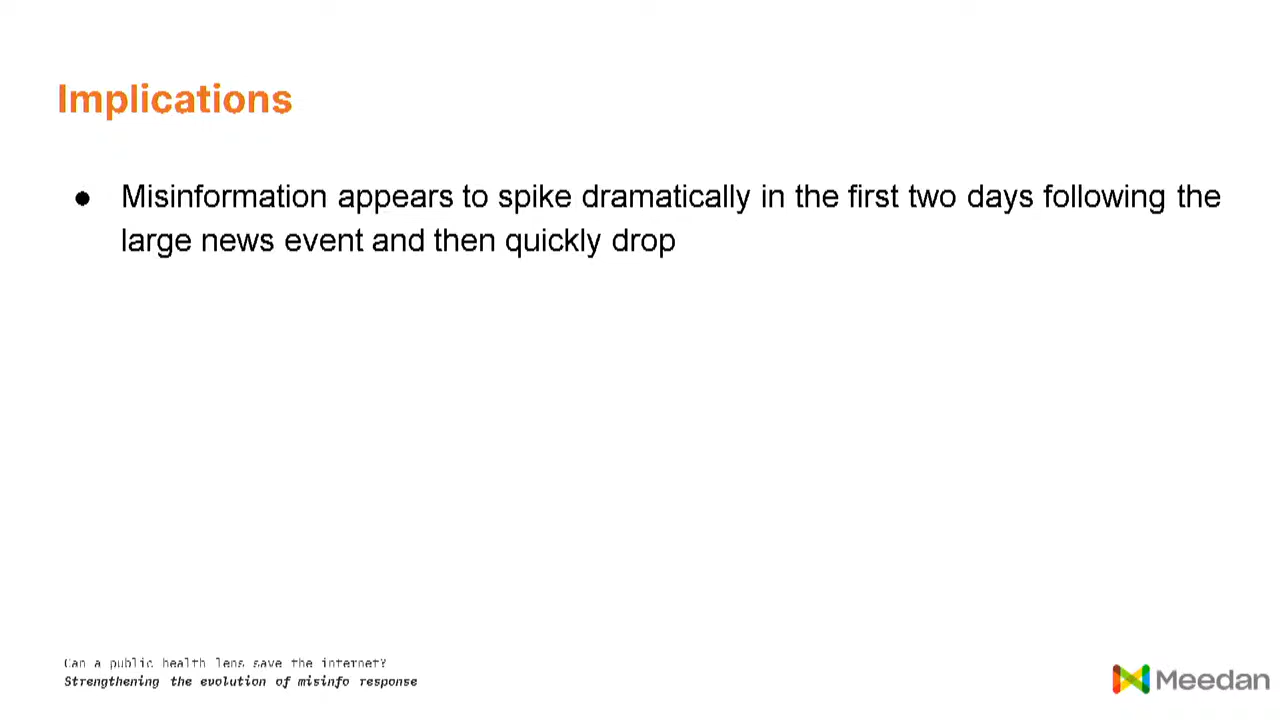 Implications
● Misinformation appears to spike dramatically in the first two days following the
large news event and then quickly drop
Can a public health lens save the internet?
Strengthening the evolution of misinfo response
Meedan